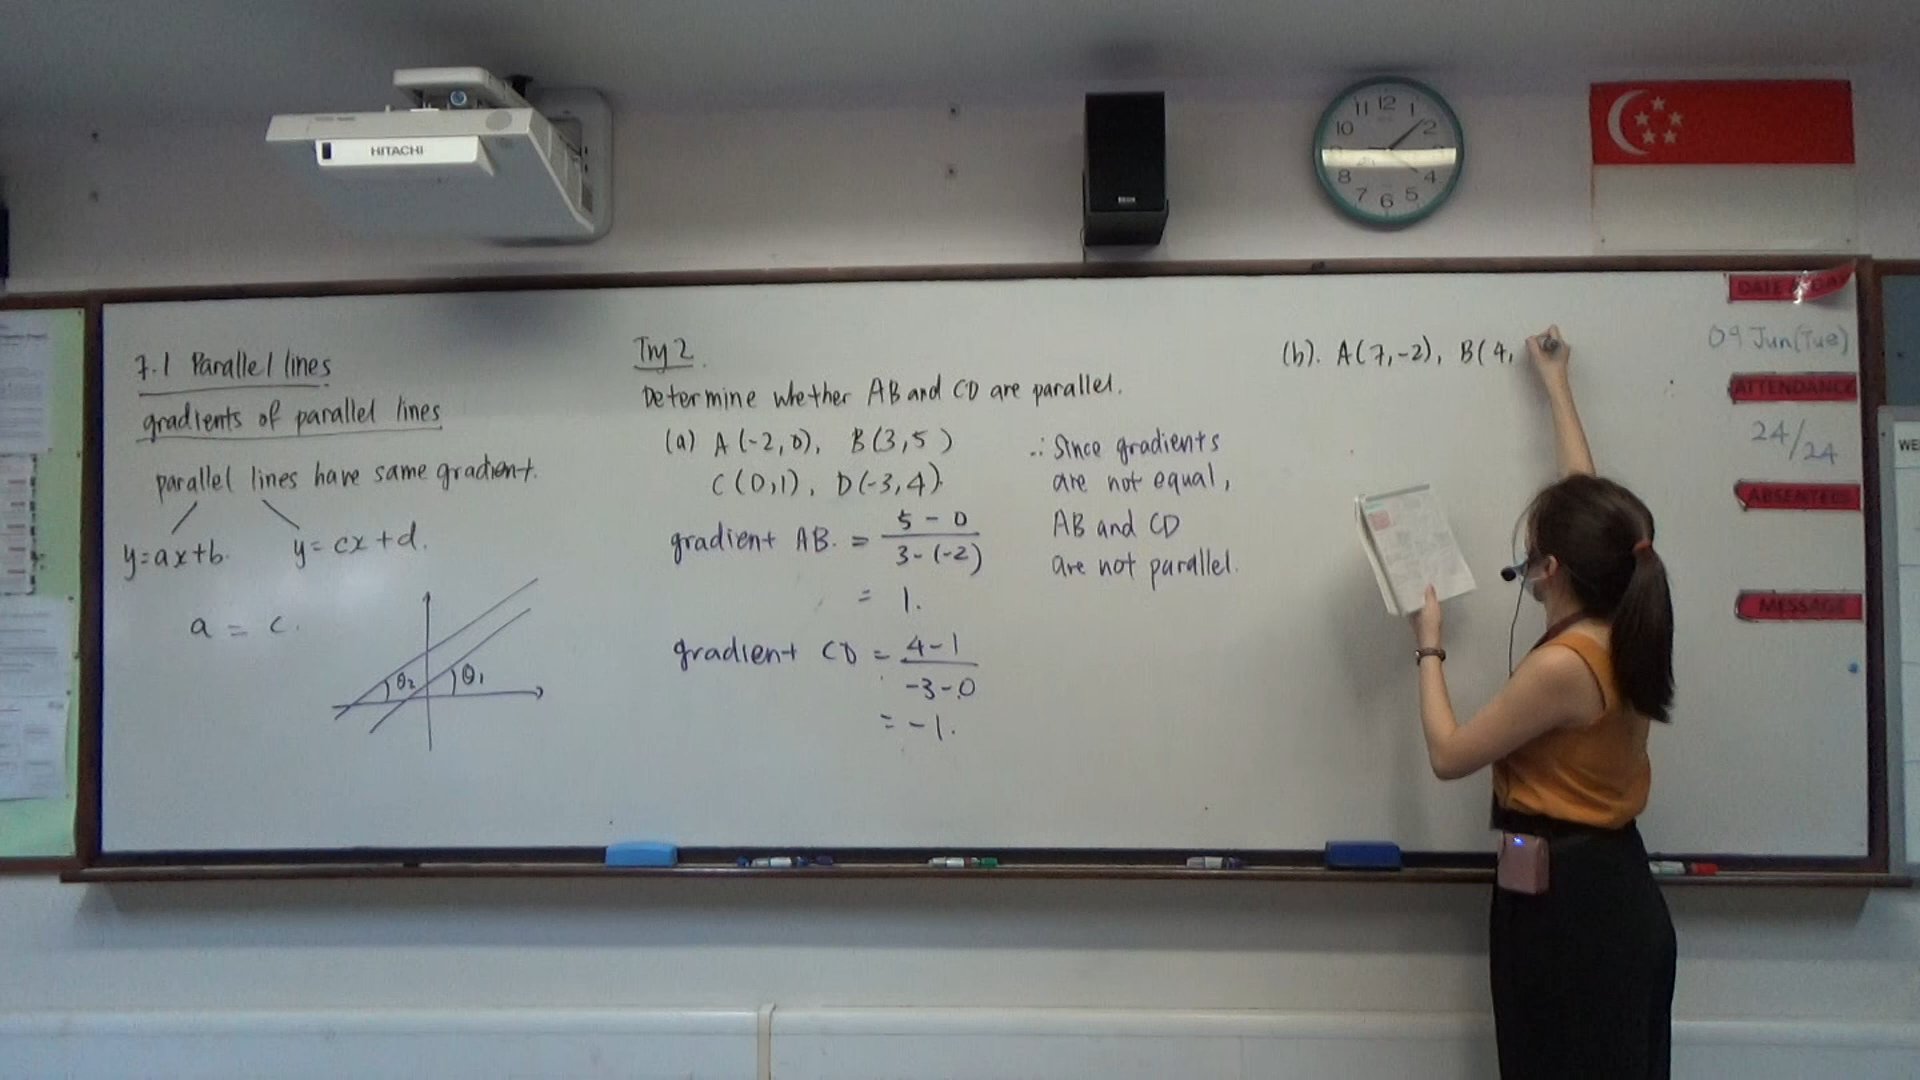 HITACHI
11 12 1
10 2
8 4
7 6 5
7.1 Parallel lines
gradients of parallel lines
parallel lines have same gradient.
y=ax+b. y=cx+d.
a = c.
θ2 θ1
Try 2.
Determine whether AB and CD are parallel.
(a) A(-2,0), B(3,5)
C(0,1), D(-3,4).
gradient AB. = 5-0
3-(-2)
= 1.
gradient CD = 4-1
-3-0
= -1.
∴ Since gradients
are not equal,
AB and CD
are not parallel.
(b). A(7,-2), B(4,
DATE & DAY
09 Jun(Tue)
ATTENDANCE
24/24
ABSENTEES
MESSAGE
WE